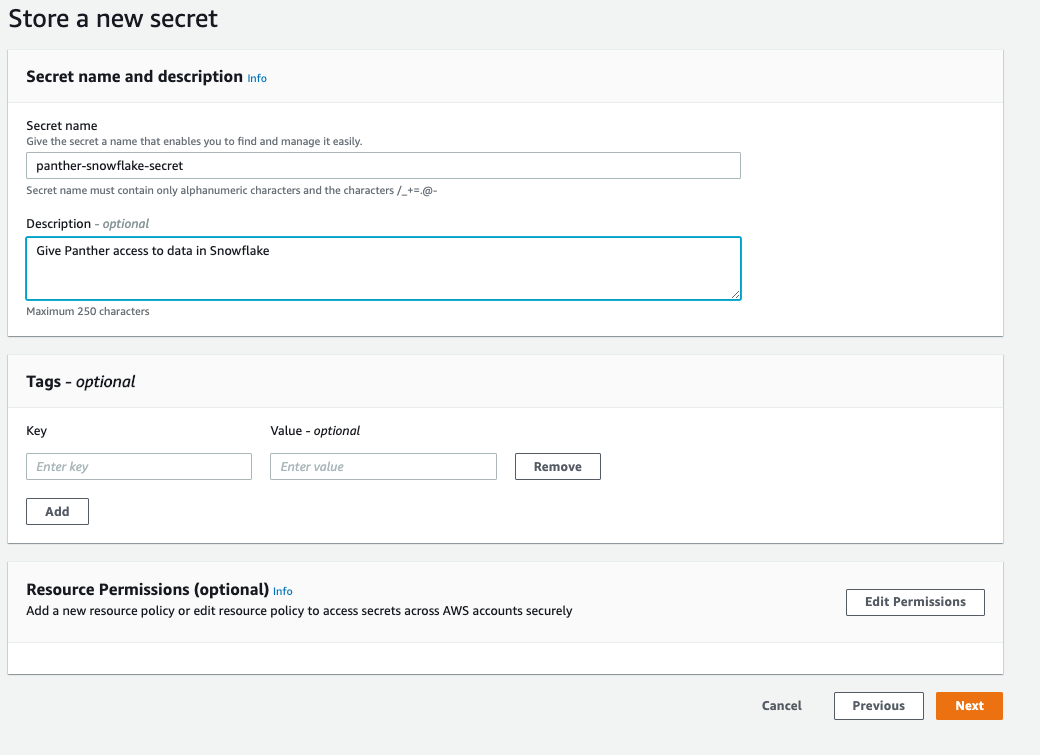 Store a new secret
Secret name and description Info
Secret name
Give the secret a name that enables you to find and manage it easily.
panther-snowflake-secret
Secret name must contain only alphanumeric characters and the characters /_+=.@-
Description - optional
Give Panther access to data in Snowflake
Maximum 250 characters
Tags - optional
Key Value - optional
Enter key Enter value Remove
Add
Resource Permissions (optional) Info
Add a new resource policy or edit resource policy to access secrets across AWS accounts securely
Edit Permissions
Cancel Previous Next